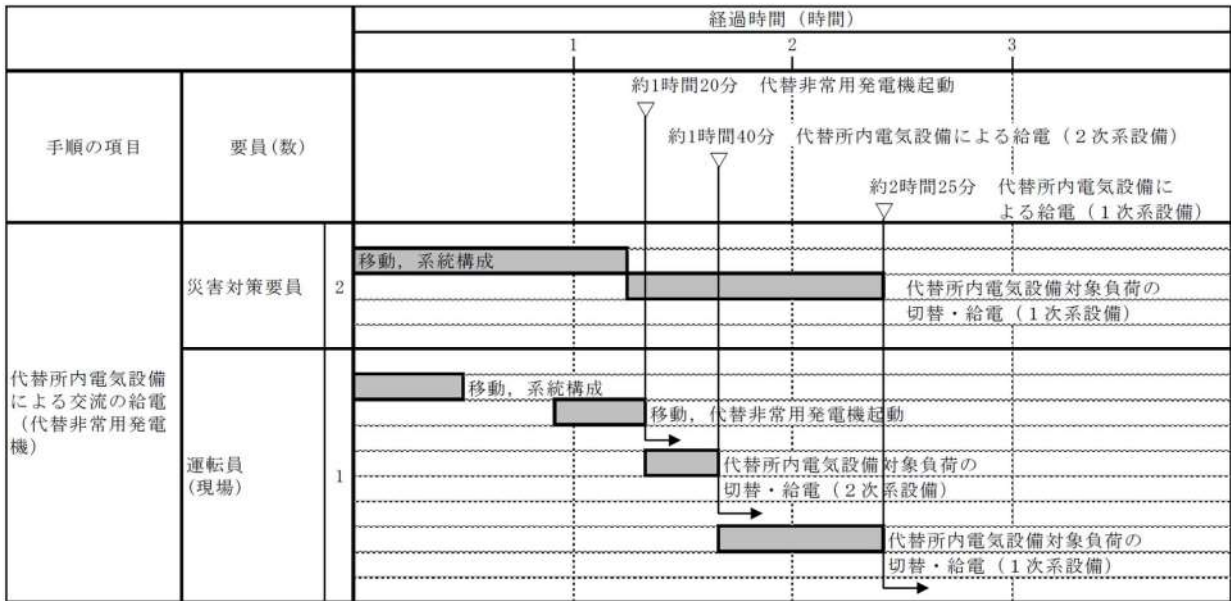 経過時間（時間）
1
2
3
手順の項目
要員(数)
約1時間20分　代替非常用発電機起動
▽
約1時間40分　代替所内電気設備による給電（２次系設備）
▽
約2時間25分　代替所内電気設備に
よる給電（１次系設備）
▽
代替所内電気設備
による交流の給電
（代替非常用発電
機）
災害対策要員
2
移動，系統構成
代替所内電気設備対象負荷の
切替・給電（１次系設備）
運転員
(現場)
1
移動，系統構成
移動，代替非常用発電機起動
代替所内電気設備対象負荷の
切替・給電（２次系設備）
代替所内電気設備対象負荷の
切替・給電（１次系設備）